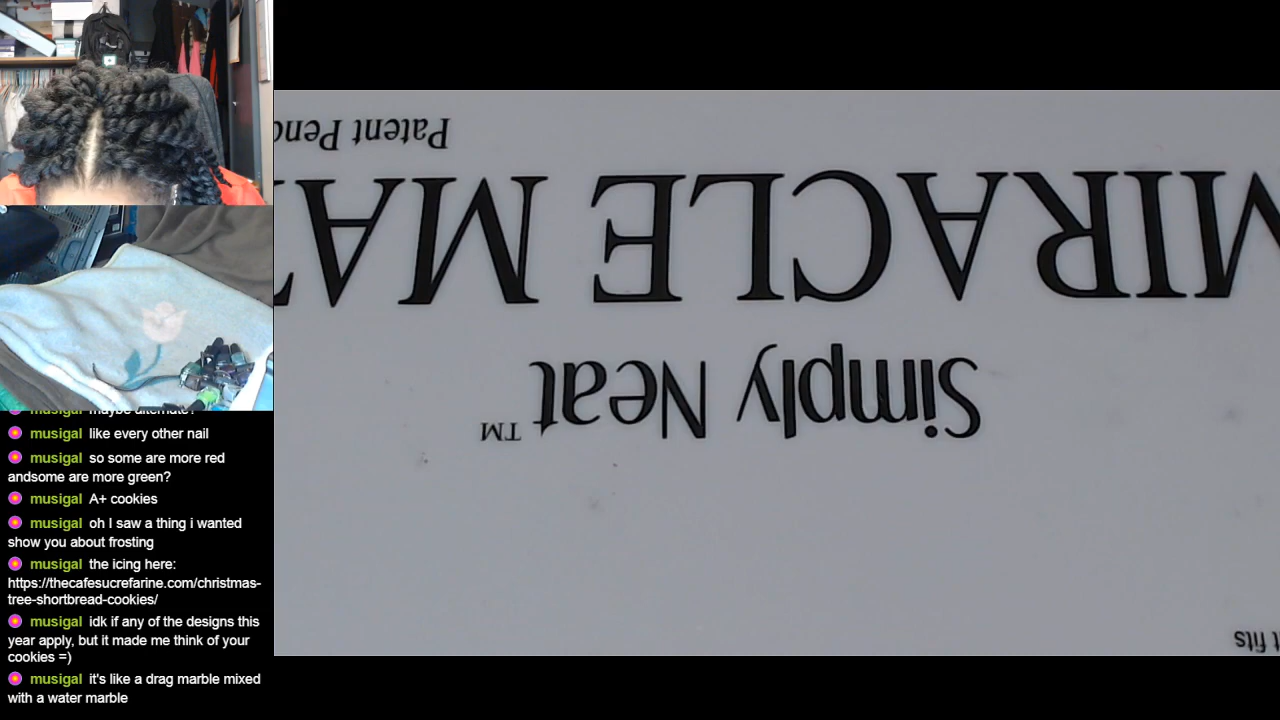 maybe alternate?
musigal like every other nail
musigal so some are more red
andsome are more green?
musigal A+ cookies
musigal oh I saw a thing i wanted
show you about frosting
musigal the icing here:
https://thecafesucrefarine.com/christmas-
tree-shortbread-cookies/
musigal idk if any of the designs this
year apply, but it made me think of your
cookies =)
musigal it's like a drag marble mixed
with a water marble
Simply Neat™
MIRACLE MA
Patent Pend
t fits